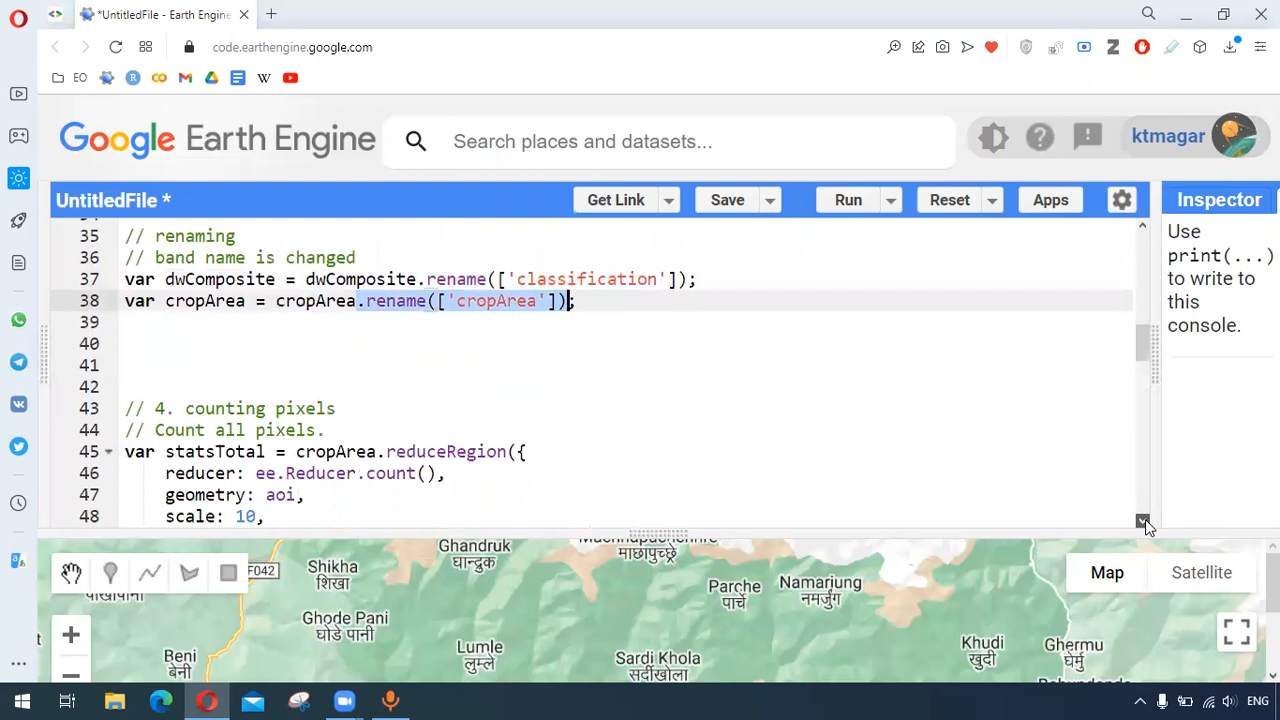 *UntitledFile - Earth Engine
code.earthengine.google.com
EO
Google Earth Engine
Search places and datasets...
ktmagar
UntitledFile *
Get Link
Save
Run
Reset
Apps
Inspector
Use
print(...)
to write to
this
console.
35 // renaming
36 // band name is changed
37 var dwComposite = dwComposite.rename(['classification']);
38 var cropArea = cropArea.rename(['cropArea']);
39
40
41
42
43 // 4. counting pixels
44 // Count all pixels.
45 var statsTotal = cropArea.reduceRegion({
46 reducer: ee.Reducer.count(),
47 geometry: aoi,
48 scale: 10,
Map
Satellite
F042
Ghandruk
घान्द्रुक
माछापुच्छ्रे
Shikha
शिखा
Parche
पार्चे
Namarjung
नमर्जुंग
Ghode Pani
घोडे पानी
Lumle
लुम्ले
Khudi
खुदी
Ghermu
घेर्मु
Beni
बेनी
Sardi Khola
सर्दीखोला
ENG